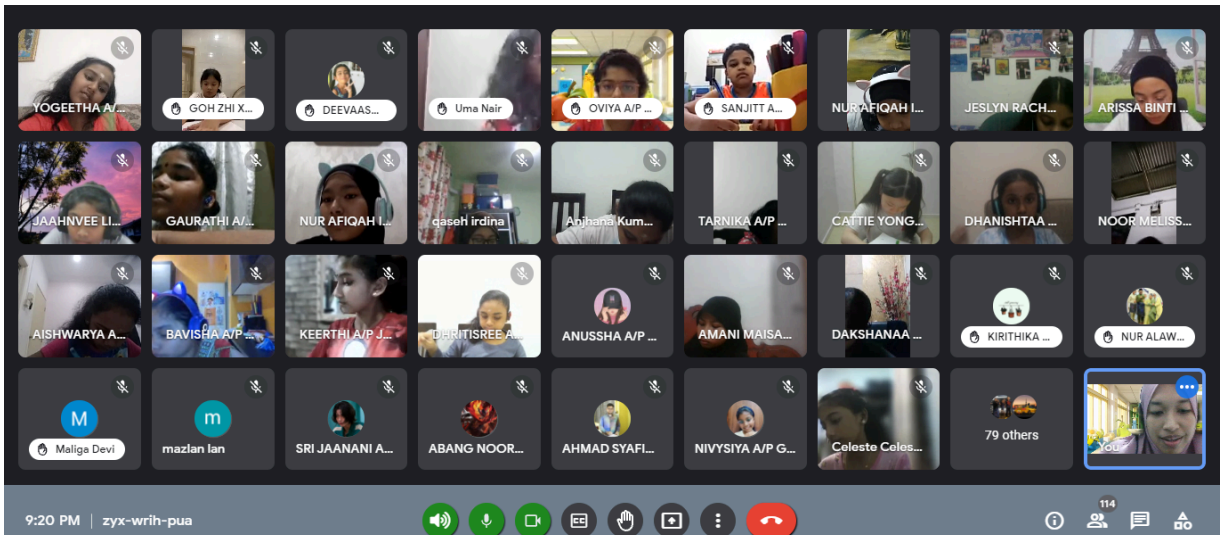 YOGEETHA A/...
GOH ZHI X...
DEEVAAS...
Uma Nair
OVIYA A/P ...
SANJITT A...
NUR AFIQAH I...
JESLYN RACH...
ARISSA BINTI ...
JAAHNVEE LI...
GAURATHI A/...
NUR AFIQAH I...
qaseh irdina
Anjhana Kum...
TARNIKA A/P ...
CATTIE YONG...
DHANISHTAA ...
NOOR MELISS...
AISHWARYA A...
BAVISHA A/P ...
KEERTHI A/P J...
DHRITISREE A...
ANUSSHA A/P ...
AMANI MAISA...
DAKSHANAA ...
KIRITHIKA ...
NUR ALAW...
M
Maliga Devi
m
mazlan lan
SRI JAANANI A...
ABANG NOOR...
AHMAD SYAFI...
NIVYSIYA A/P G...
Celeste Celes...
79 others
You
9:20 PM | zyx-wrih-pua
CC
114